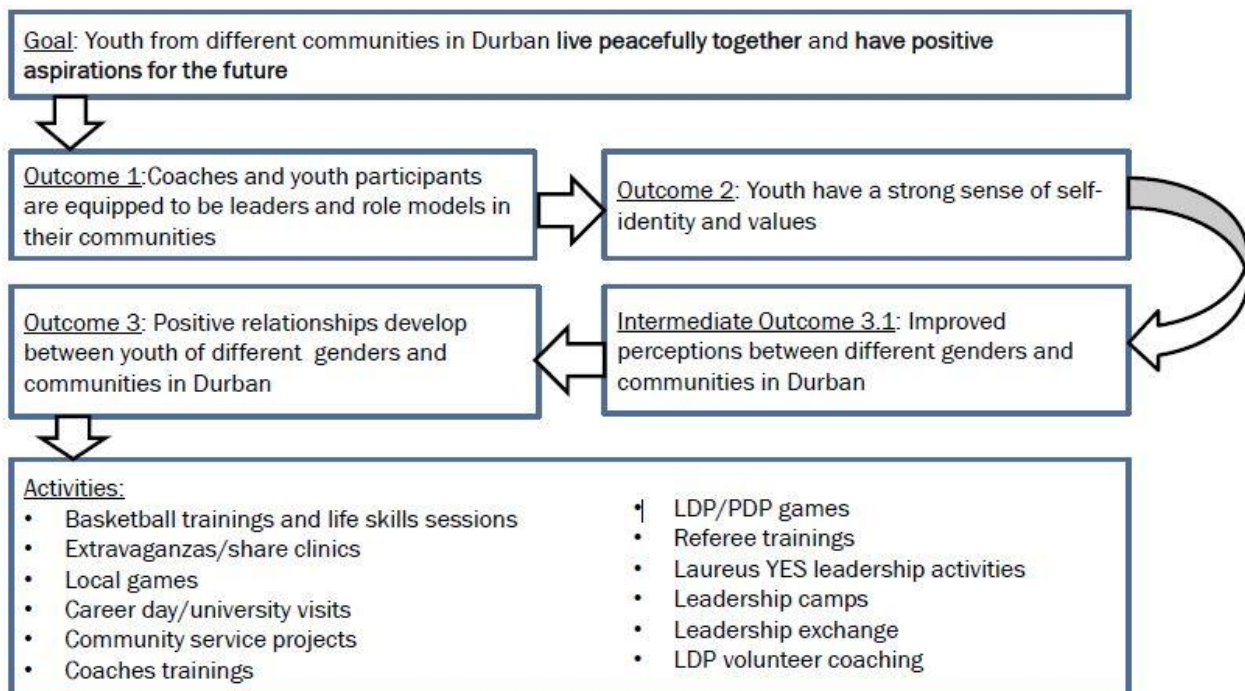 Goal: Youth from different communities in Durban live peacefully together and have positive
aspirations for the future
Outcome 1:Coaches and youth participants
are equipped to be leaders and role models in
their communities
Outcome 2: Youth have a strong sense of self-
identity and values
Outcome 3: Positive relationships develop
between youth of different genders and
communities in Durban
Intermediate Outcome 3.1: Improved
perceptions between different genders and
communities in Durban
Activities:
• Basketball trainings and life skills sessions
• Extravaganzas/share clinics
• Local games
• Career day/university visits
• Community service projects
• Coaches trainings
• LDP/PDP games
• Referee trainings
• Laureus YES leadership activities
• Leadership camps
• Leadership exchange
• LDP volunteer coaching